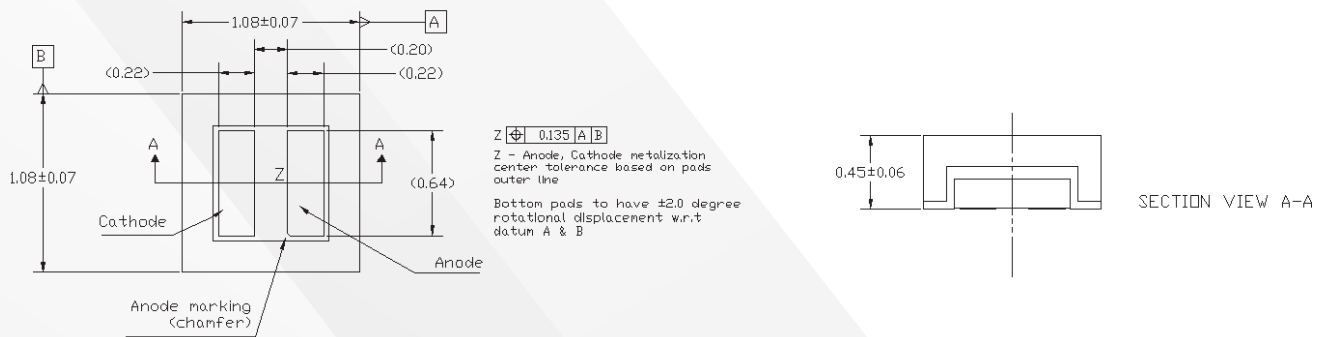 1.08±0.07
A
(0.20)
B
(0.22)
(0.22)
A
A
Z
1.08±0.07
(0.64)
Cathode
Anode
Anode marking
(chamfer)
Z ⌖ 0.135 A B
Z - Anode, Cathode metalization
center tolerance based on pads
outer line
Bottom pads to have ±2.0 degree
rotational displacement w.r.t
datum A & B
0.45±0.06
SECTION VIEW A-A